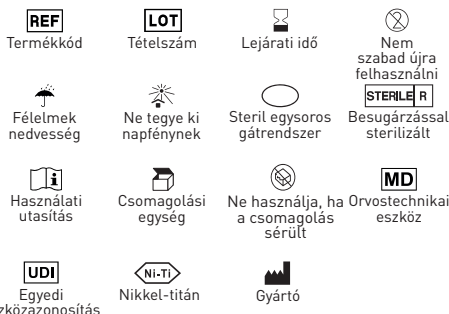 REF
LOT
Termékkód
Tételszám
Lejárati idő
Nem
szabad újra
felhasználni
STERILE R
Félelmek
nedvesség
Ne tegye ki
napfénynek
Steril egysoros
gátrendszer
Besugárzással
sterilizált
i
MD
Használati
utasítás
Csomagolási
egység
Ne használja, ha
a csomagolás
sérült
Orvostechnikai
eszköz
UDI
Ni-Ti
Egyedi
zközazonosítás
Nikkel-titán
Gyártó